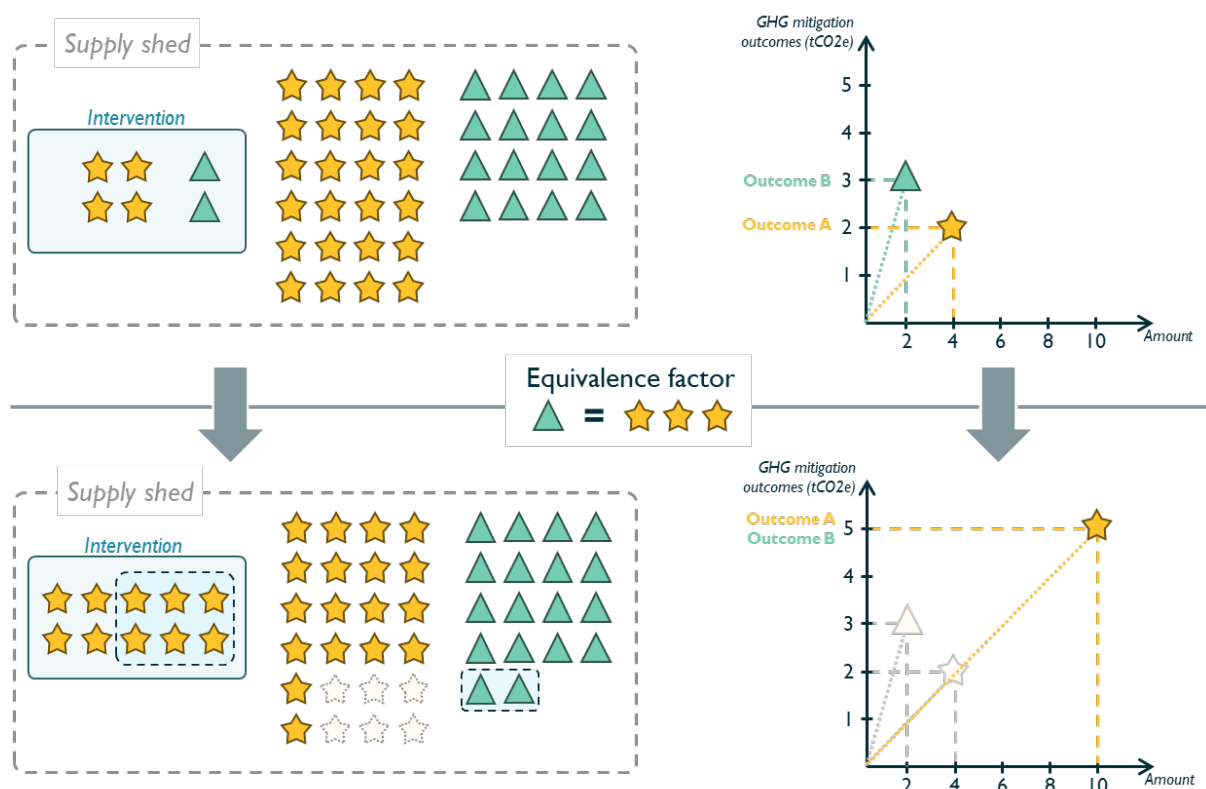 Supply shed
Intervention
GHG mitigation
outcomes (tCO2e)
5
4
Outcome B 3
Outcome A 2
1
2 4 6 8 10 Amount
Equivalence factor
=
Supply shed
Intervention
GHG mitigation
outcomes (tCO2e)
Outcome A
Outcome B
5
4
3
2
1
2 4 6 8 10 Amount